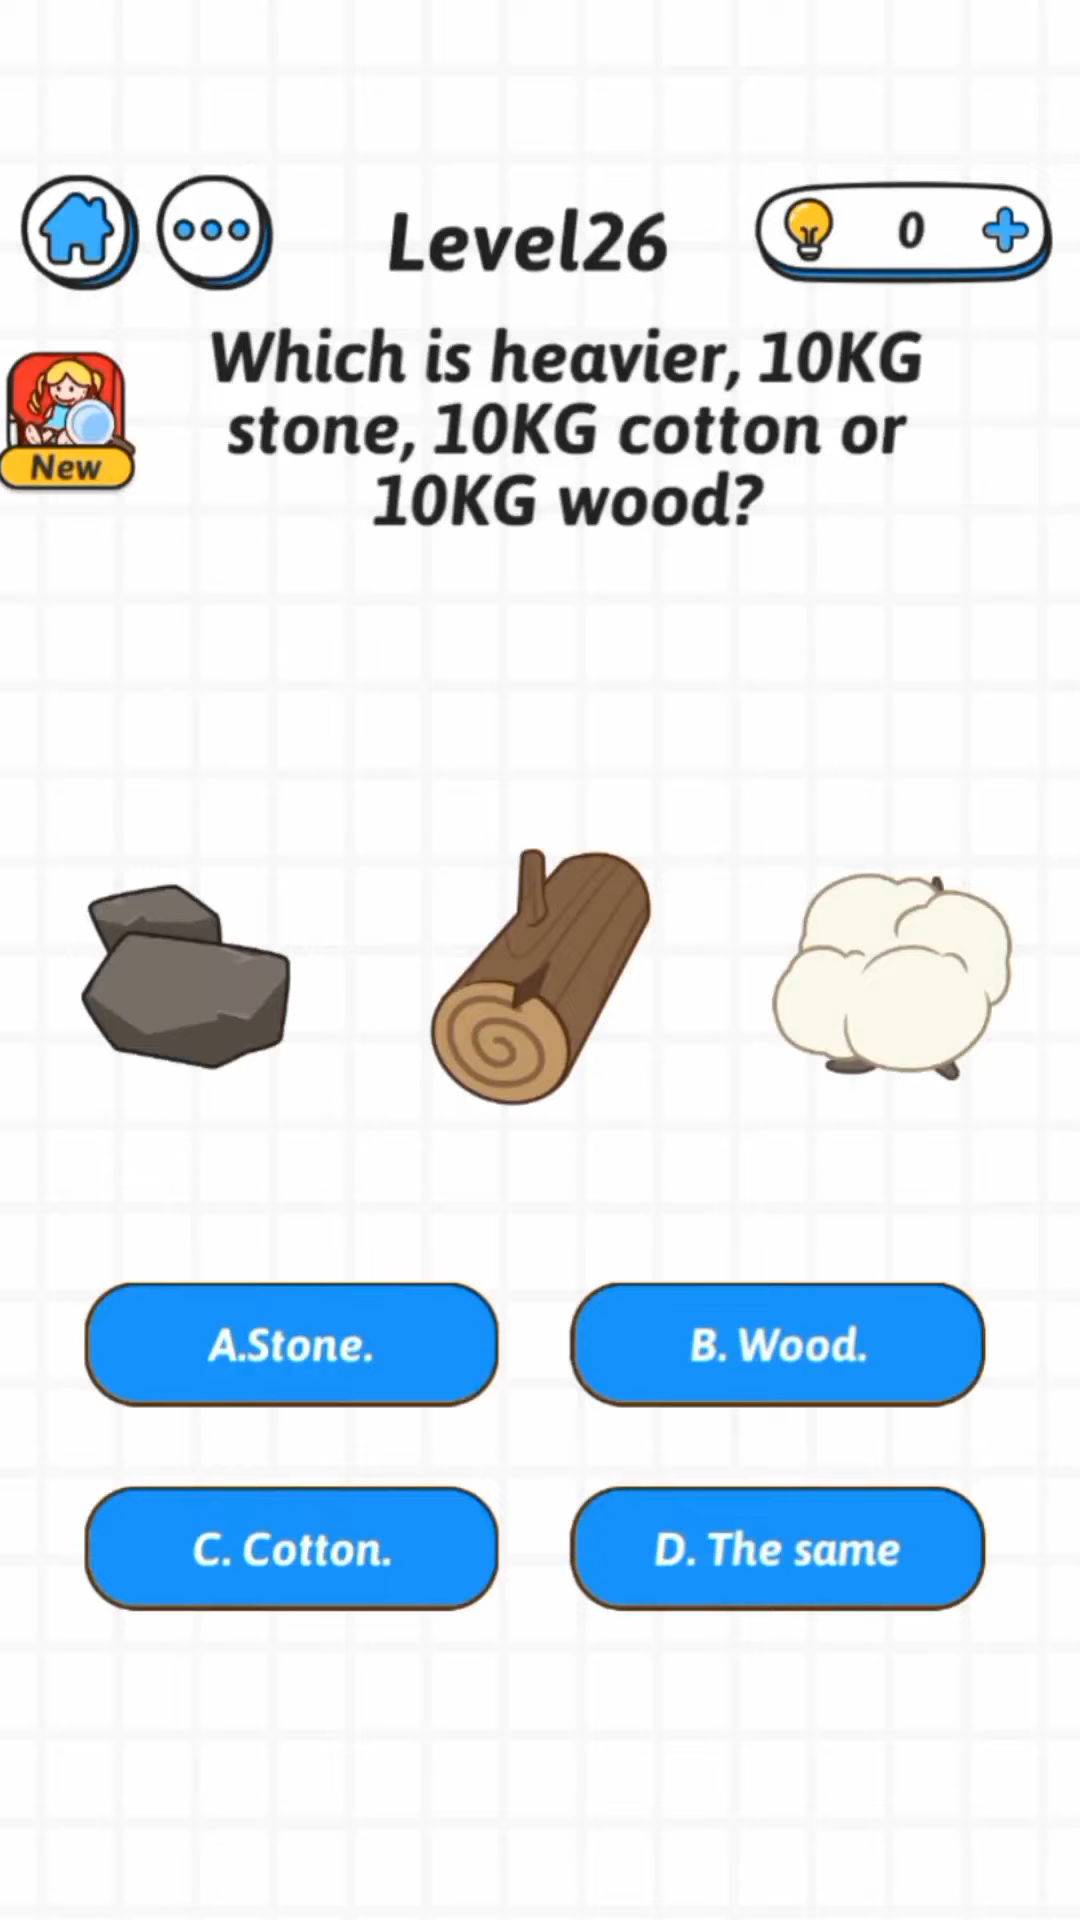 Level26
0
Which is heavier, 10KG
stone, 10KG cotton or
10KG wood?
New
A.Stone.
B. Wood.
C. Cotton.
D. The same